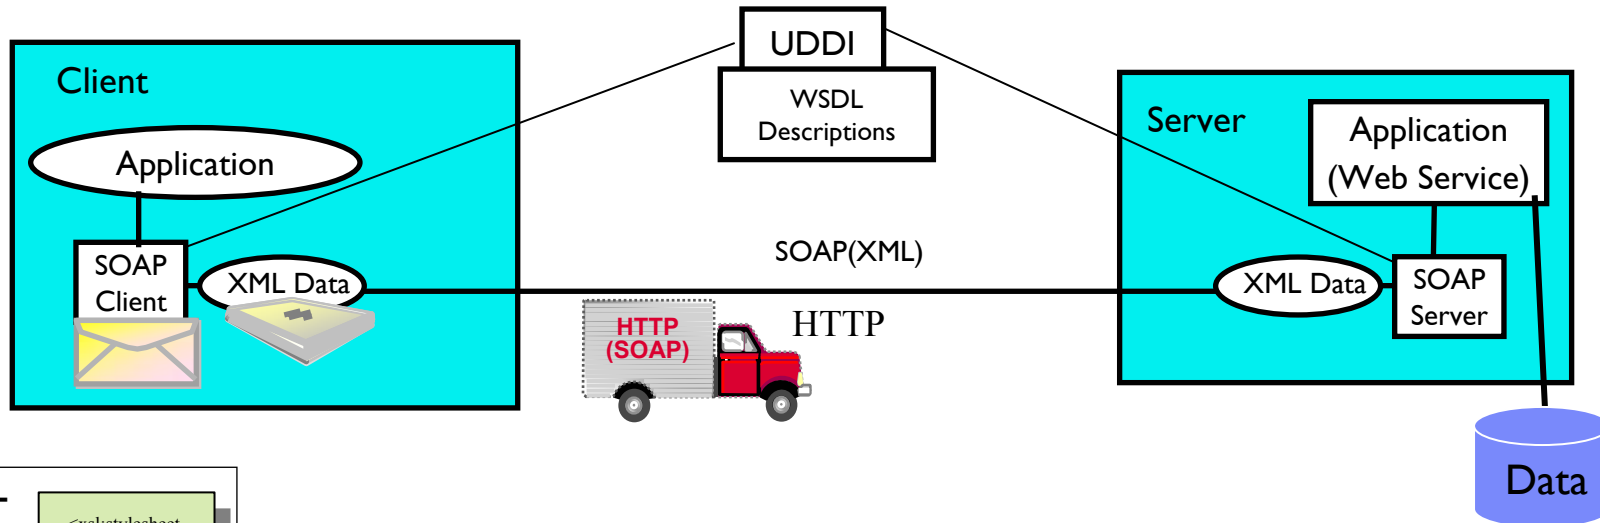 UDDI
WSDL
Descriptions
Client
Application
SOAP
Client
XML Data
SOAP(XML)
HTTP
(SOAP)
HTTP
Server
Application
(Web Service)
XML Data
SOAP
Server
Data